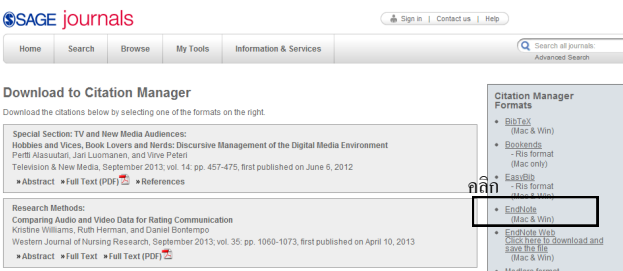 SAGE journals
Sign in | Contact us | Help
Home Search Browse My Tools Information & Services
Search all journals:
Advanced Search
Download to Citation Manager
Download the citations below by selecting one of the formats on the right.
Special Section: TV and New Media Audiences:
Hobbies and Vices, Book Lovers and Nerds: Discursive Management of the Digital Media Environment
Pertti Alasuutari, Jari Luomanen, and Virve Peteri
Television & New Media, September 2013; vol. 14: pp. 457-475, first published on June 6, 2012
» Abstract » Full Text (PDF) » References
Research Methods:
Comparing Audio and Video Data for Rating Communication
Kristine Williams, Ruth Herman, and Daniel Bontempo
Western Journal of Nursing Research, September 2013; vol. 35: pp. 1060-1073, first published on April 10, 2013
» Abstract » Full Text » Full Text (PDF)
Citation Manager
Formats
BibTeX
(Mac & Win)
Bookends
- Ris format
(Mac only)
EasyBib
- Ris format
(Mac & Win)
คลิก
EndNote
(Mac & Win)
EndNote Web
Click here to download and
save the file
(Mac & Win)